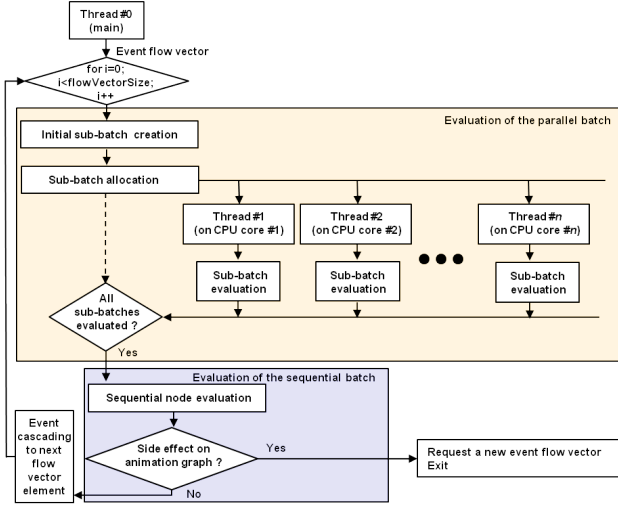 Thread #0
(main)
Event flow vector
for i=0;
i<flowVectorSize;
i++
Evaluation of the parallel batch
Initial sub-batch creation
Sub-batch allocation
Thread #1
(on CPU core #1)
Thread #2
(on CPU core #2)
Thread #n
(on CPU core #n)
Sub-batch
evaluation
Sub-batch
evaluation
Sub-batch
evaluation
All
sub-batches
evaluated ?
Yes
Evaluation of the sequential batch
Sequential node evaluation
Side effect on
animation graph ?
Yes
No
Event
cascading
to next
flow
vector
element
Request a new event flow vector
Exit